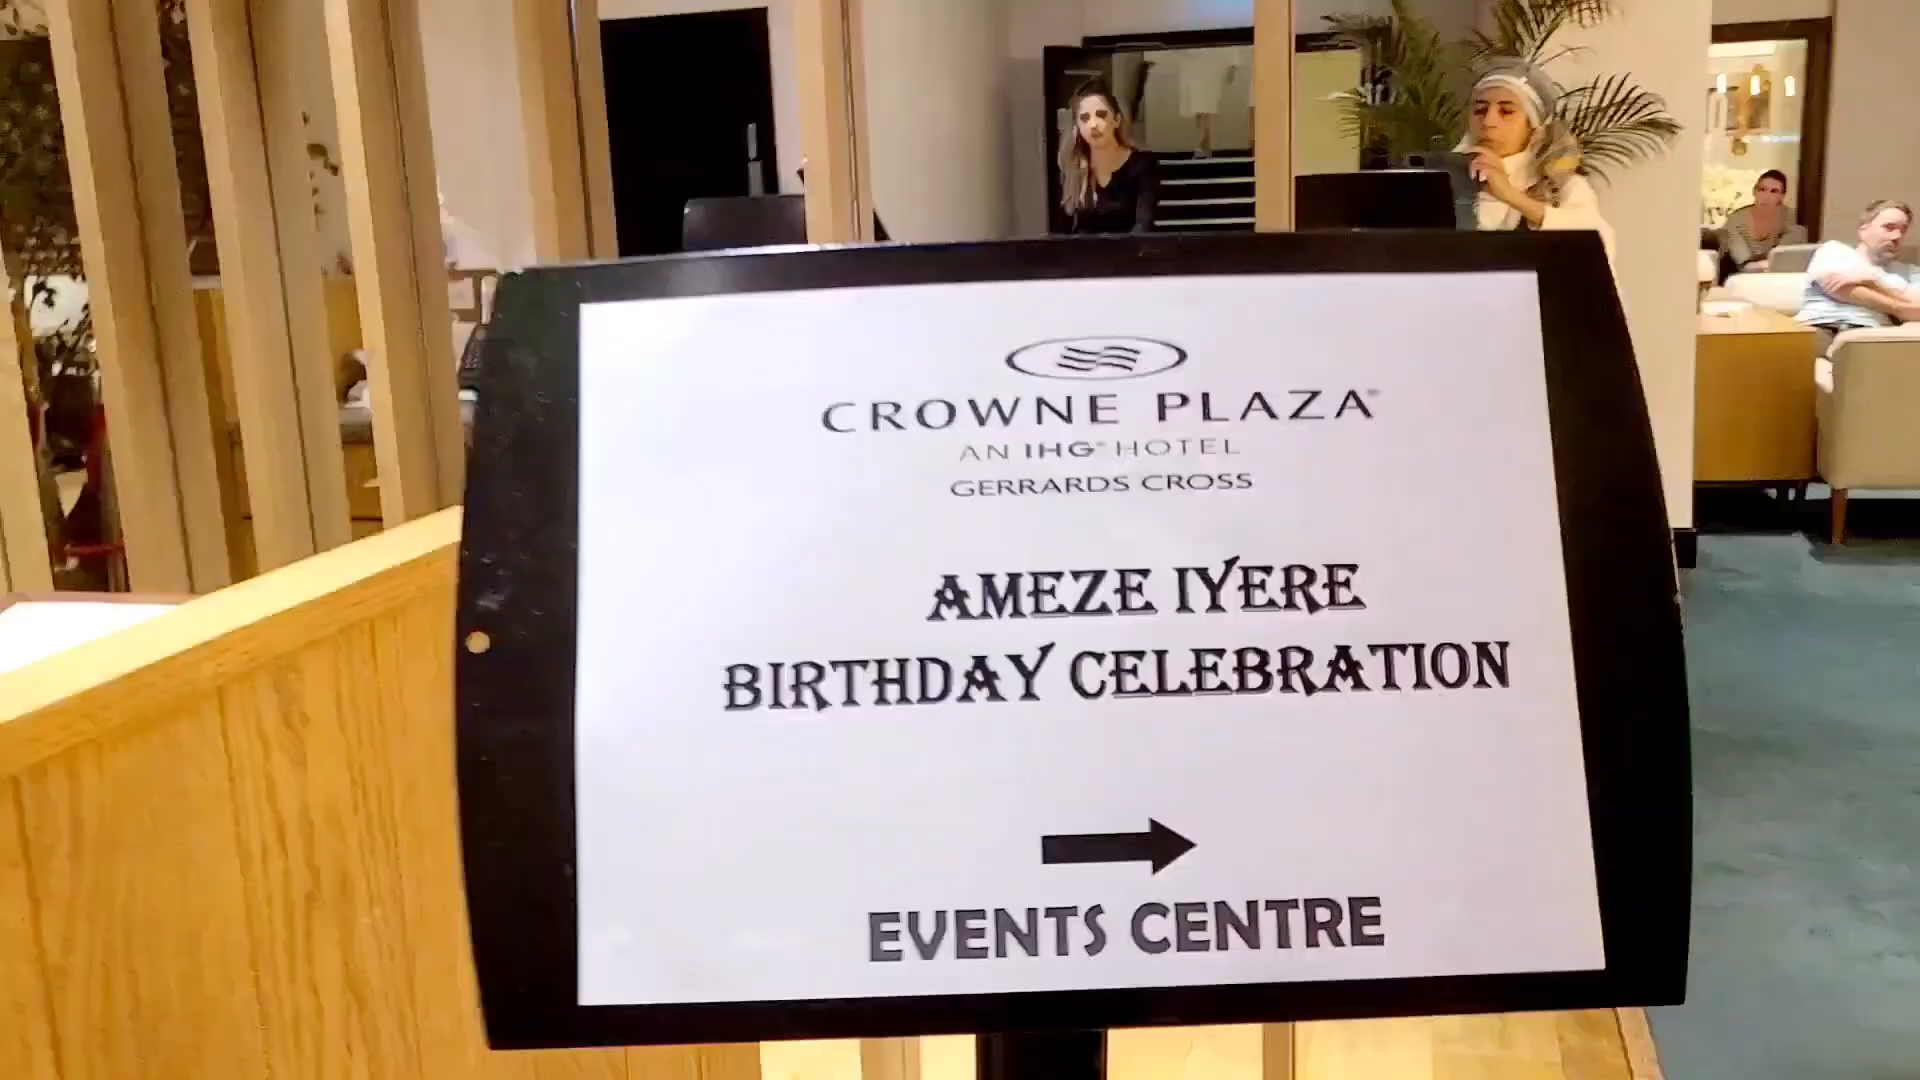 CROWNE PLAZA
AN IHG® HOTEL
GERRARDS CROSS
AMEZE IYERE
BIRTHDAY CELEBRATION
EVENTS CENTRE